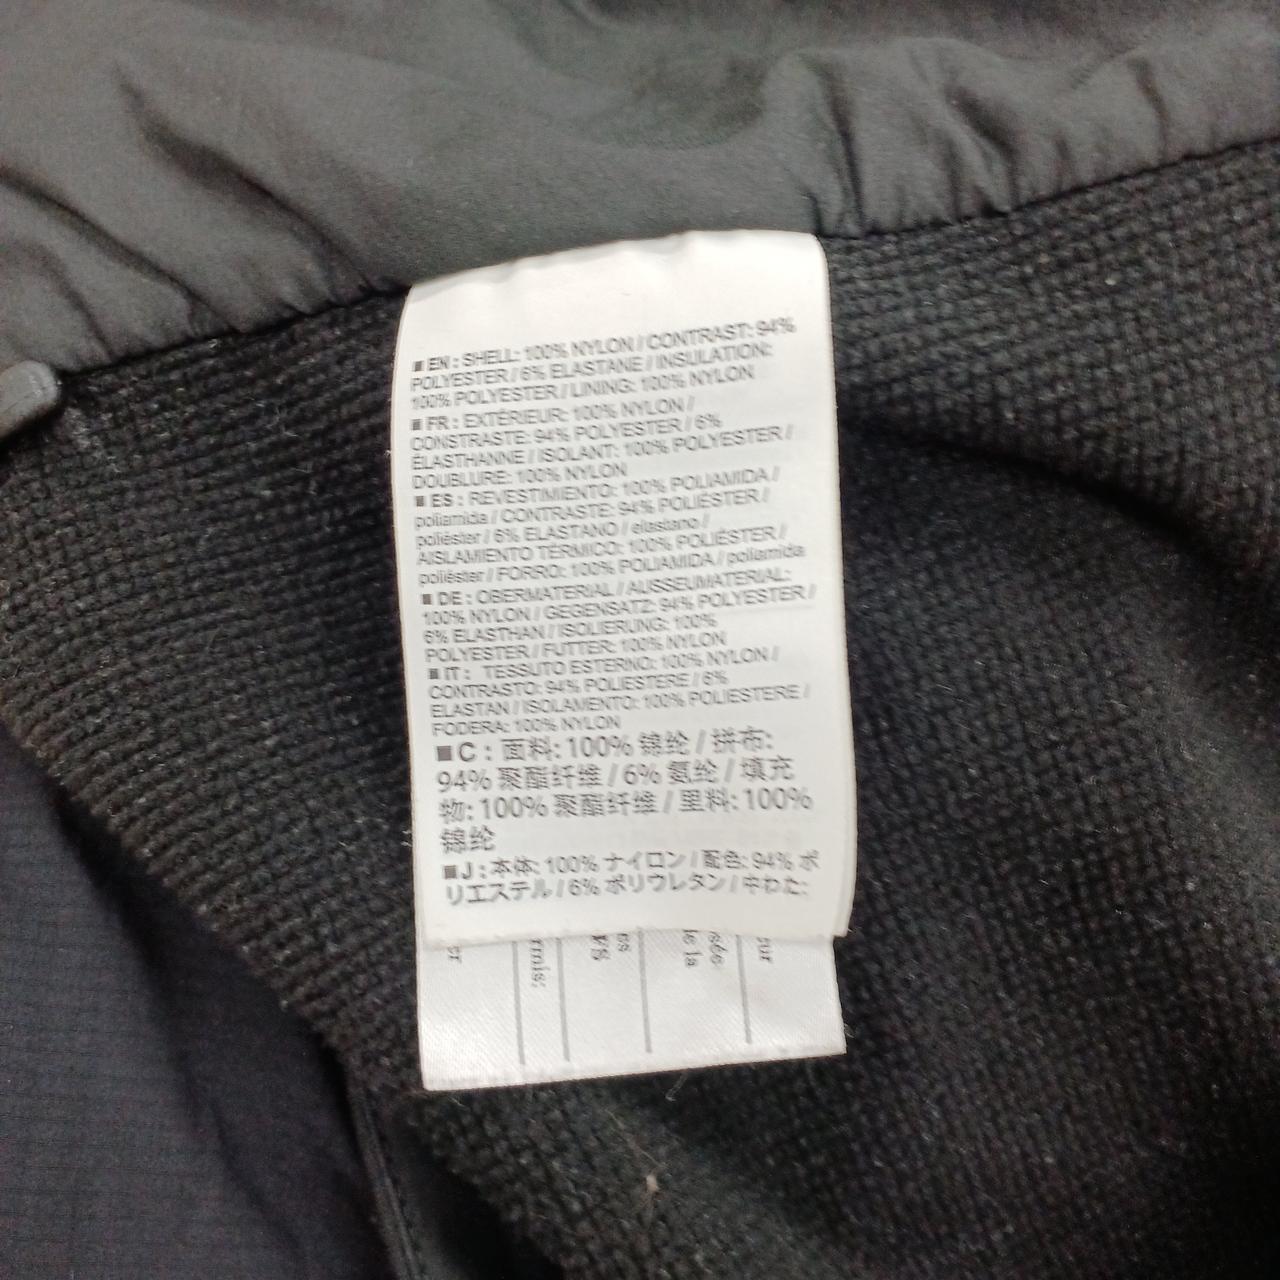 ■ EN : SHELL: 100% NYLON / CONTRAST: 94%
POLYESTER / 6% ELASTANE / INSULATION:
100% POLYESTER / LINING: 100% NYLON
■ FR : EXTÉRIEUR: 100% NYLON /
CONSTRASTE: 94% POLYESTER / 6%
ÉLASTHANNE / ISOLANT: 100% POLYESTER /
DOUBLURE: 100% NYLON
■ ES : REVESTIMIENTO: 100% POLIAMIDA /
poliamida / CONTRASTE: 94% POLIÉSTER /
poliéster / 6% ELASTANO / elastano /
AISLAMIENTO TÉRMICO: 100% POLIÉSTER /
poliéster / FORRO: 100% POLIAMIDA / poliamida
■ DE : OBERMATERIAL / AUSSEUMATERIAL:
100% NYLON / GEGENSATZ: 94% POLYESTER /
6% ELASTHAN / ISOLIERUNG: 100%
POLYESTER / FUTTER: 100% NYLON
■ IT : TESSUTO ESTERNO: 100% NYLON /
CONTRASTO: 94% POLIESTERE / 6%
ELASTAN / ISOLAMENTO: 100% POLIESTERE /
FODERA: 100% NYLON
■ C : 面料: 100% 锦纶 / 拼布:
94% 聚酯纤维 / 6% 氨纶 / 填充
物: 100% 聚酯纤维 / 里料: 100%
锦纶
■ J : 本体: 100% ナイロン / 配色: 94% ポ
リエステル / 6% ポリウレタン / 中わた: